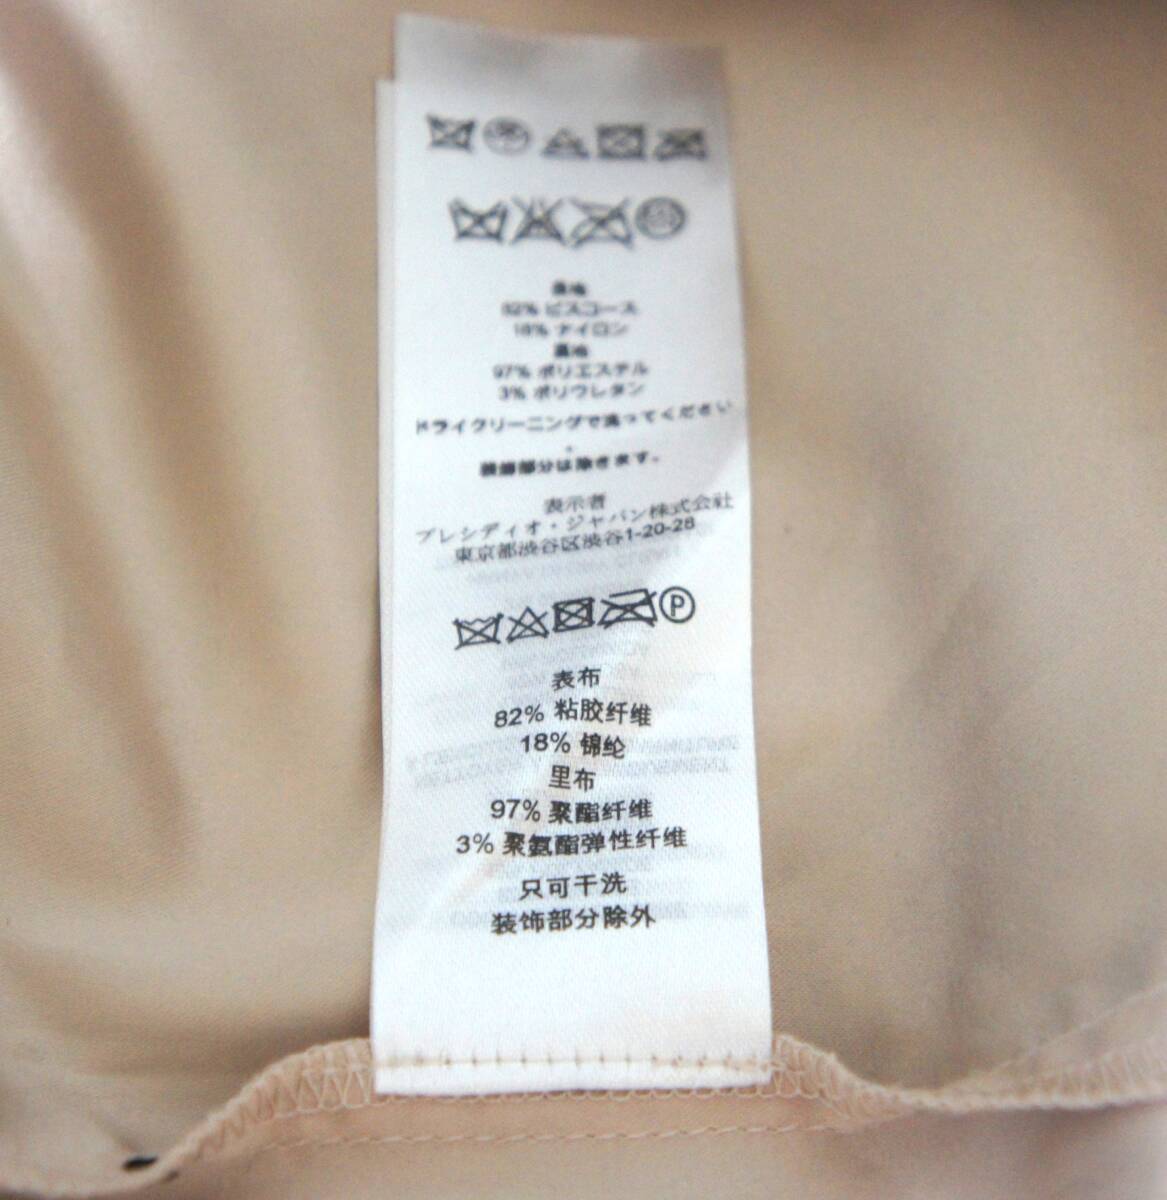 表地
82% ビスコース
18% ナイロン
裏地
97% ポリエステル
3% ポリウレタン
ドライクリーニングで洗ってください
.
装飾部分は除きます。
表示者
プレシディオ・ジャパン株式会社
東京都渋谷区渋谷1-20-28
P
表布
82% 粘胶纤维
18% 锦纶
里布
97% 聚酯纤维
3% 聚氨酯弹性纤维
只可干洗
装饰部分除外